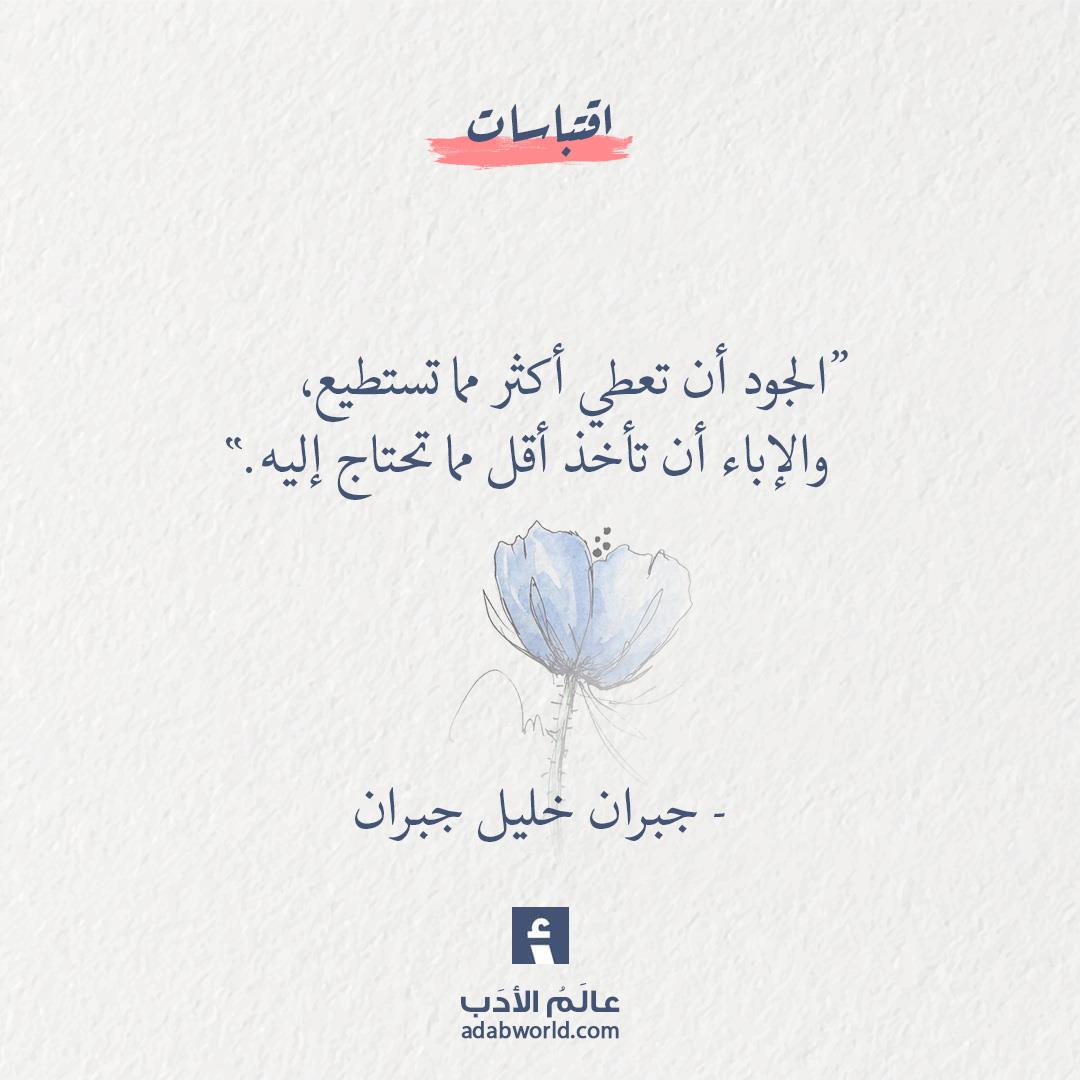 اقتباسات
”الجود أن تعطي أكثر مما تستطيع،
والإباء أن تأخذ أقل مما تحتاج إليه.“
- جبران خليل جبران
أ
عالَمُ الأدَب
adabworld.com